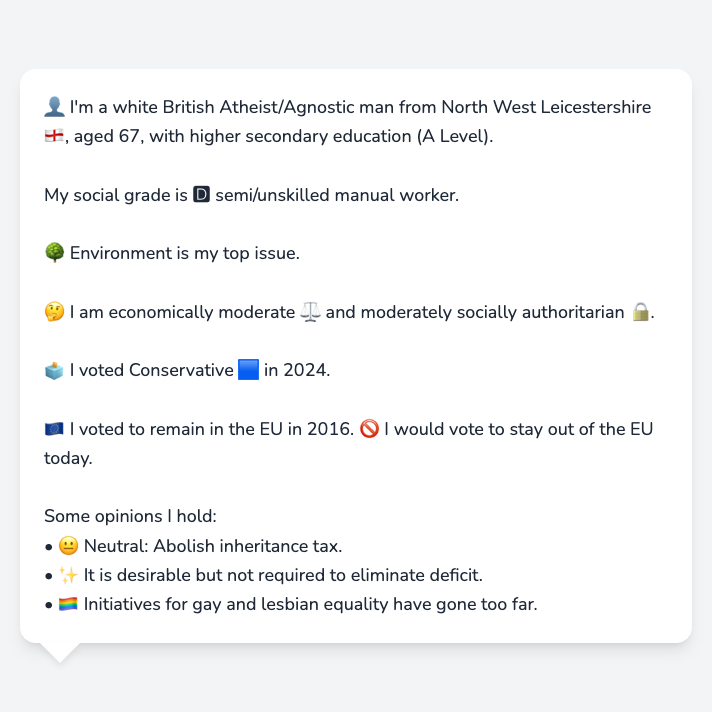 👤 I'm a white British Atheist/Agnostic man from North West Leicestershire
🏴󠁧󠁢󠁥󠁮󠁧󠁿, aged 67, with higher secondary education (A Level).
My social grade is 🅳 semi/unskilled manual worker.
🌳 Environment is my top issue.
🤔 I am economically moderate ⚖️ and moderately socially authoritarian 🔒.
🗳️ I voted Conservative 🟦 in 2024.
🇪🇺 I voted to remain in the EU in 2016. 🚫 I would vote to stay out of the EU
today.
Some opinions I hold:
• 😐 Neutral: Abolish inheritance tax.
• ✨ It is desirable but not required to eliminate deficit.
• 🏳️‍🌈 Initiatives for gay and lesbian equality have gone too far.